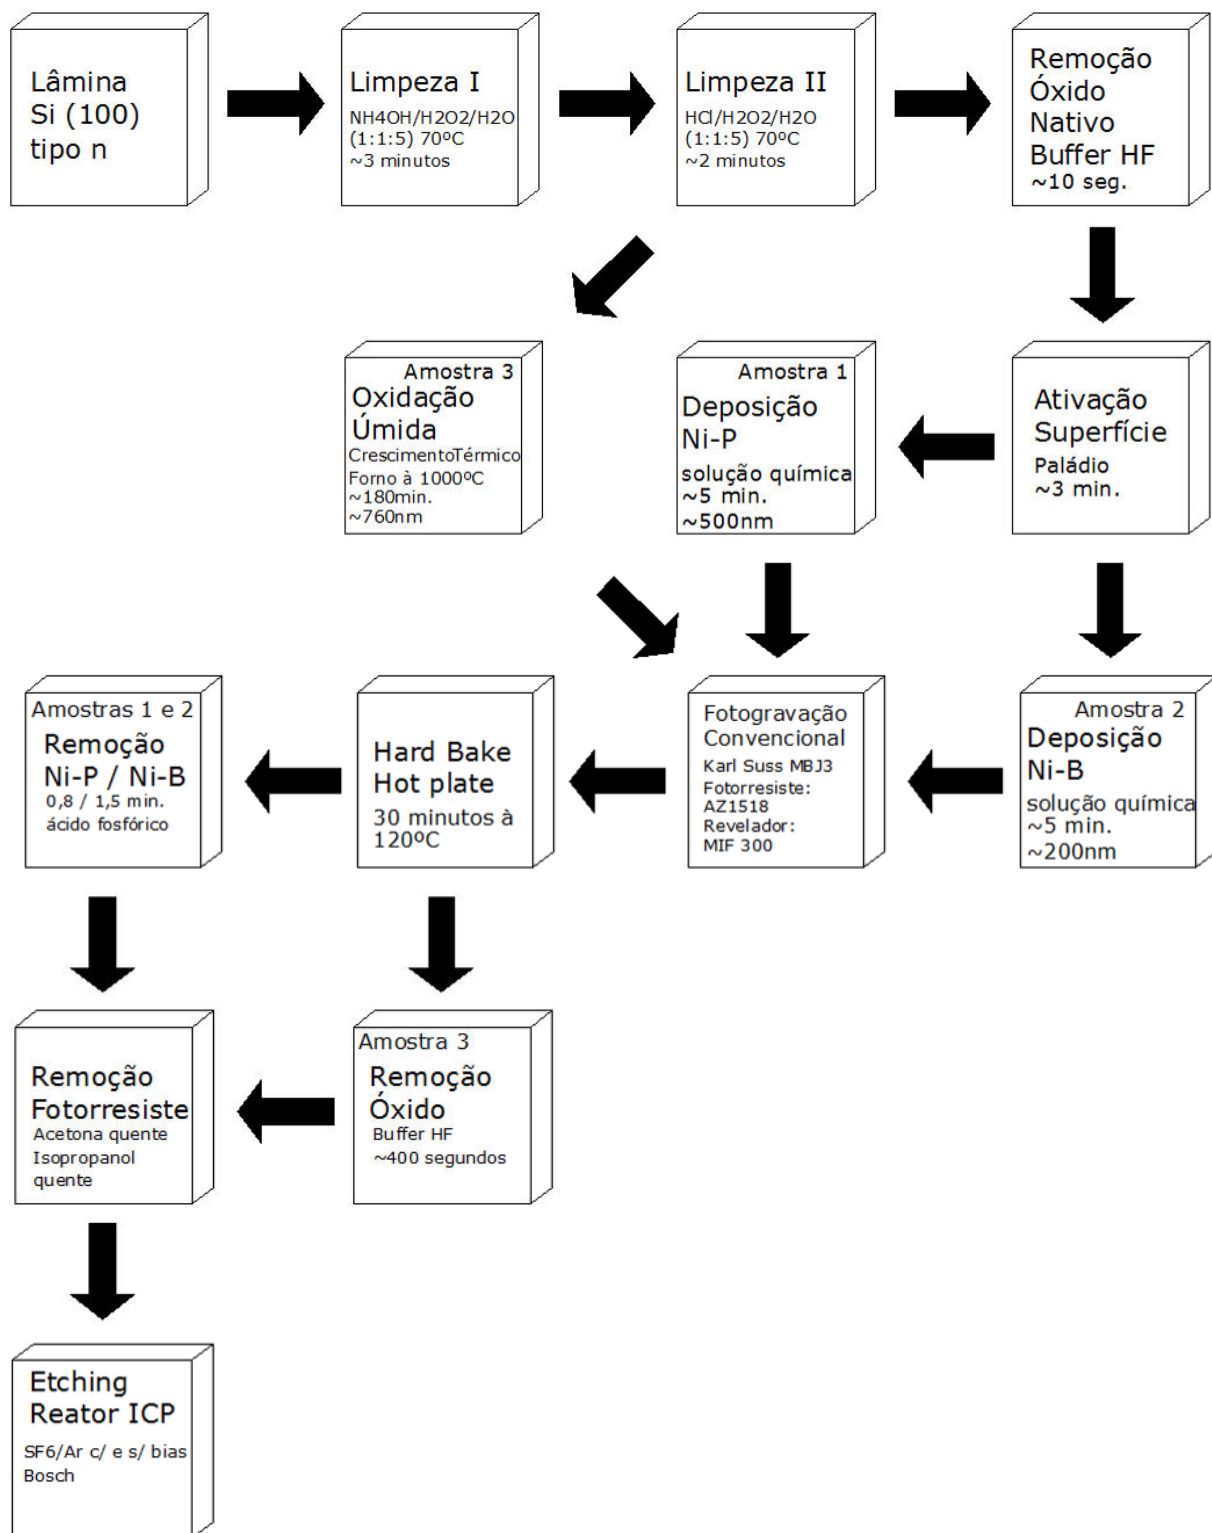 Lâmina
Si (100)
tipo n
Limpeza I
NH4OH/H2O2/H2O
(1:1:5) 70ºC
~3 minutos
Limpeza II
HCl/H2O2/H2O
(1:1:5) 70ºC
~2 minutos
Remoção
Óxido
Nativo
Buffer HF
~10 seg.
Amostra 3
Oxidação
Úmida
CrescimentoTérmico
Forno à 1000ºC
~180min.
~760nm
Amostra 1
Deposição
Ni-P
solução química
~5 min.
~500nm
Ativação
Superfície
Paládio
~3 min.
Amostras 1 e 2
Remoção
Ni-P / Ni-B
0,8 / 1,5 min.
ácido fosfórico
Hard Bake
Hot plate
30 minutos à
120ºC
Fotogravação
Convencional
Karl Suss MBJ3
Fotorresiste:
AZ1518
Revelador:
MIF 300
Amostra 2
Deposição
Ni-B
solução química
~5 min.
~200nm
Remoção
Fotorresiste
Acetona quente
Isopropanol
quente
Amostra 3
Remoção
Óxido
Buffer HF
~400 segundos
Etching
Reator ICP
SF6/Ar c/ e s/ bias
Bosch